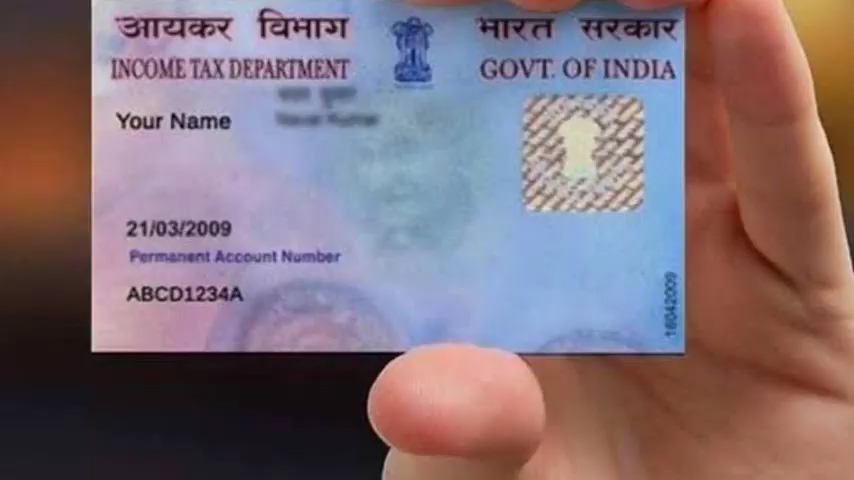 आयकर विभाग
भारत सरकार
INCOME TAX DEPARTMENT
GOVT. OF INDIA
Your Name
21/03/2009
Permanent Account Number
ABCD1234A
16042009